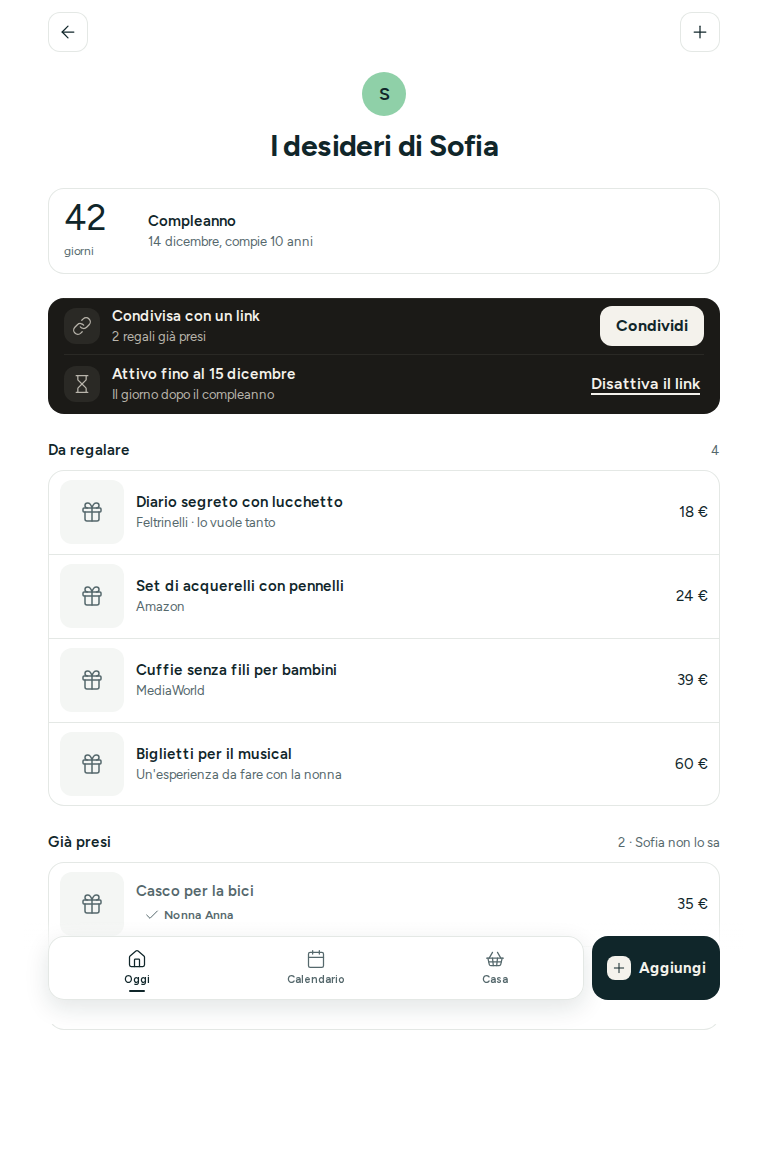 S
I desideri di Sofia
42
giorni
Compleanno
14 dicembre, compie 10 anni
Condivisa con un link
2 regali già presi
Condividi
Attivo fino al 15 dicembre
Il giorno dopo il compleanno
Disattiva il link
Da regalare
4
Diario segreto con lucchetto
Feltrinelli · lo vuole tanto
18 €
Set di acquerelli con pennelli
Amazon
24 €
Cuffie senza fili per bambini
MediaWorld
39 €
Biglietti per il musical
Un'esperienza da fare con la nonna
60 €
Già presi
2 · Sofia non lo sa
Casco per la bici
Nonna Anna
35 €
Oggi
Calendario
Casa
Aggiungi